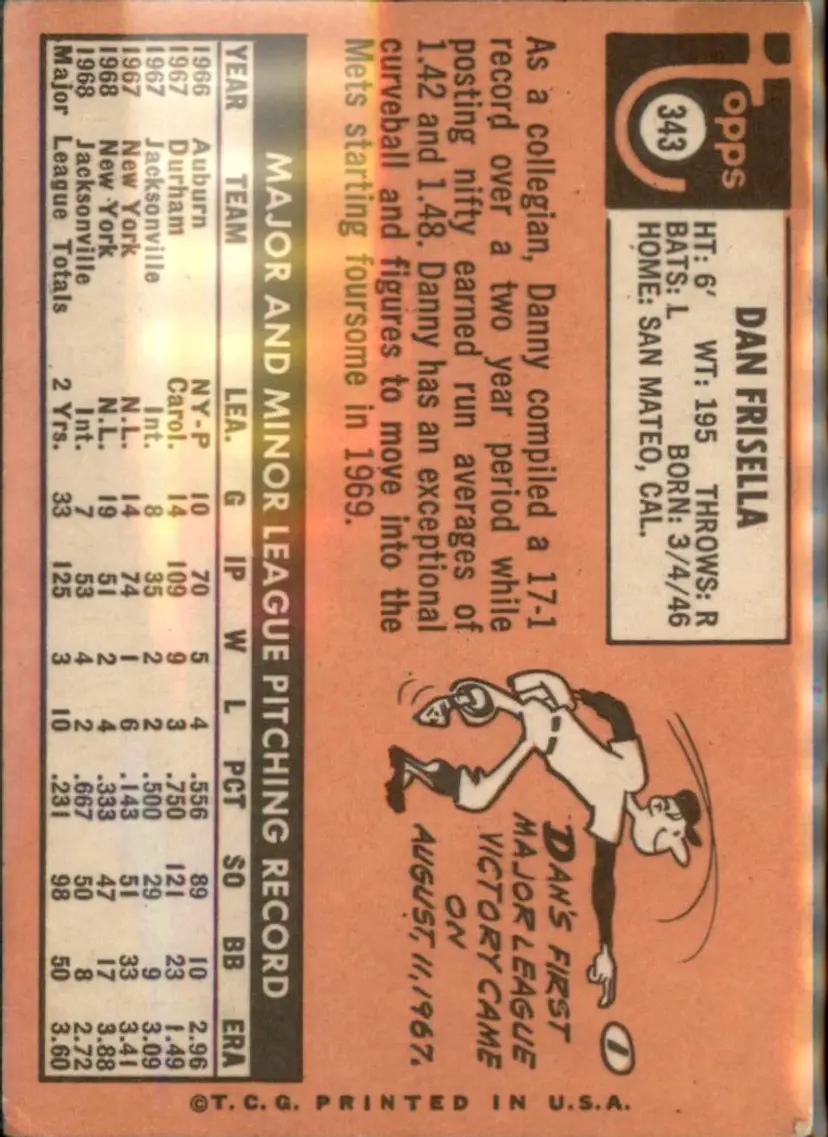 Topps
343
DAN FRISELLA
HT: 6' WT: 195 THROWS: R
BATS: L BORN: 3/4/46
HOME: SAN MATEO, CAL.
As a collegian, Danny compiled a 17-1
record over a two year period while
posting nifty earned run averages of
1.42 and 1.48. Danny has an exceptional
curveball and figures to move into the
Mets starting foursome in 1969.
DAN'S FIRST
MAJOR LEAGUE
VICTORY CAME
ON
AUGUST, 11, 1967.
MAJOR AND MINOR LEAGUE PITCHING RECORD
YEAR TEAM LEA. G IP W L PCT SO BB ERA
1966 Auburn NY-P 10 70 5 4 .556 89 10 2.96
1967 Durham Carol. 14 109 9 3 .750 121 23 1.49
1967 Jacksonville Int. 8 35 2 2 .500 29 9 3.09
1967 New York N.L. 14 74 1 6 .143 51 33 3.41
1968 New York N.L. 19 51 2 4 .333 47 17 3.88
1968 Jacksonville Int. 7 53 4 2 .667 50 8 2.72
Major League Totals 2 Yrs. 33 125 3 10 .231 98 50 3.60
©T.C.G. PRINTED IN U.S.A.